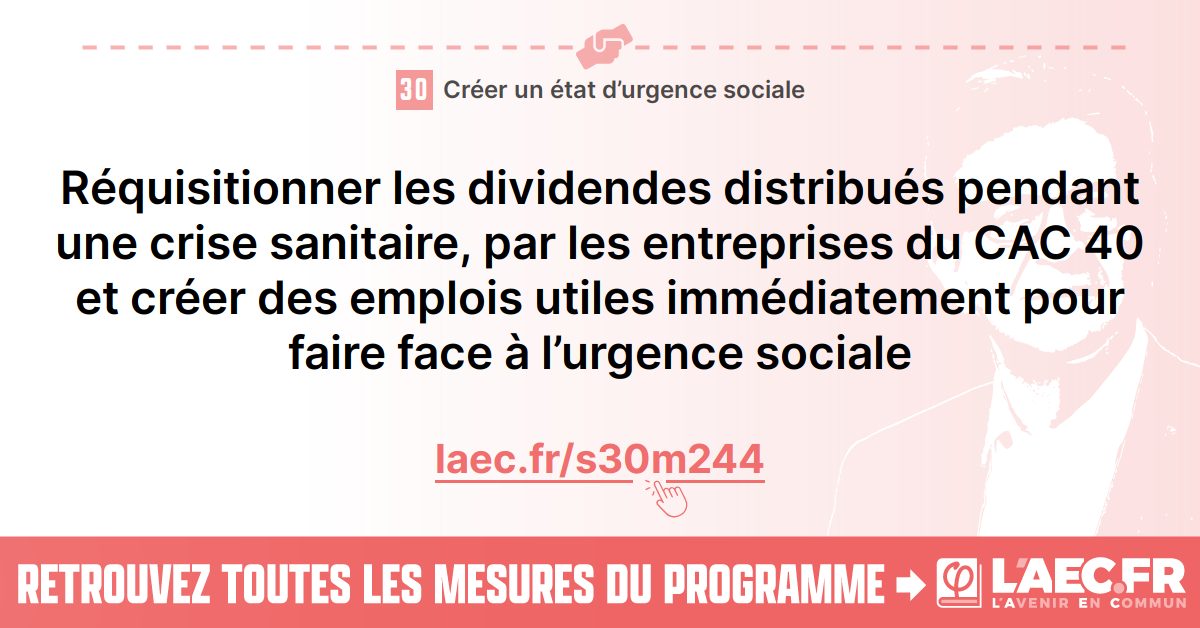 30 Créer un état d’urgence sociale
Réquisitionner les dividendes distribués pendant
une crise sanitaire, par les entreprises du CAC 40
et créer des emplois utiles immédiatement pour
faire face à l’urgence sociale
laec.fr/s30m244
RETROUVEZ TOUTES LES MESURES DU PROGRAMME φ L'AEC.FR
L'AVENIR EN COMMUN